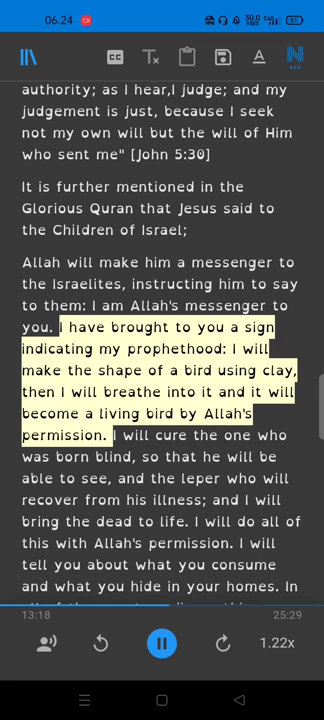 06.24
CC
A
N
authority; as I hear,I judge; and my
judgement is just, because I seek
not my own will but the will of Him
who sent me" [John 5:30]
It is further mentioned in the
Glorious Quran that Jesus said to
the Children of Israel;
Allah will make him a messenger to
the Israelites, instructing him to say
to them: I am Allah's messenger to
you. I have brought to you a sign
indicating my prophethood: I will
make the shape of a bird using clay,
then I will breathe into it and it will
become a living bird by Allah's
permission. I will cure the one who
was born blind, so that he will be
able to see, and the leper who will
recover from his illness; and I will
bring the dead to life. I will do all of
this with Allah's permission. I will
tell you about what you consume
and what you hide in your homes. In
13:18
25:29
1.22x